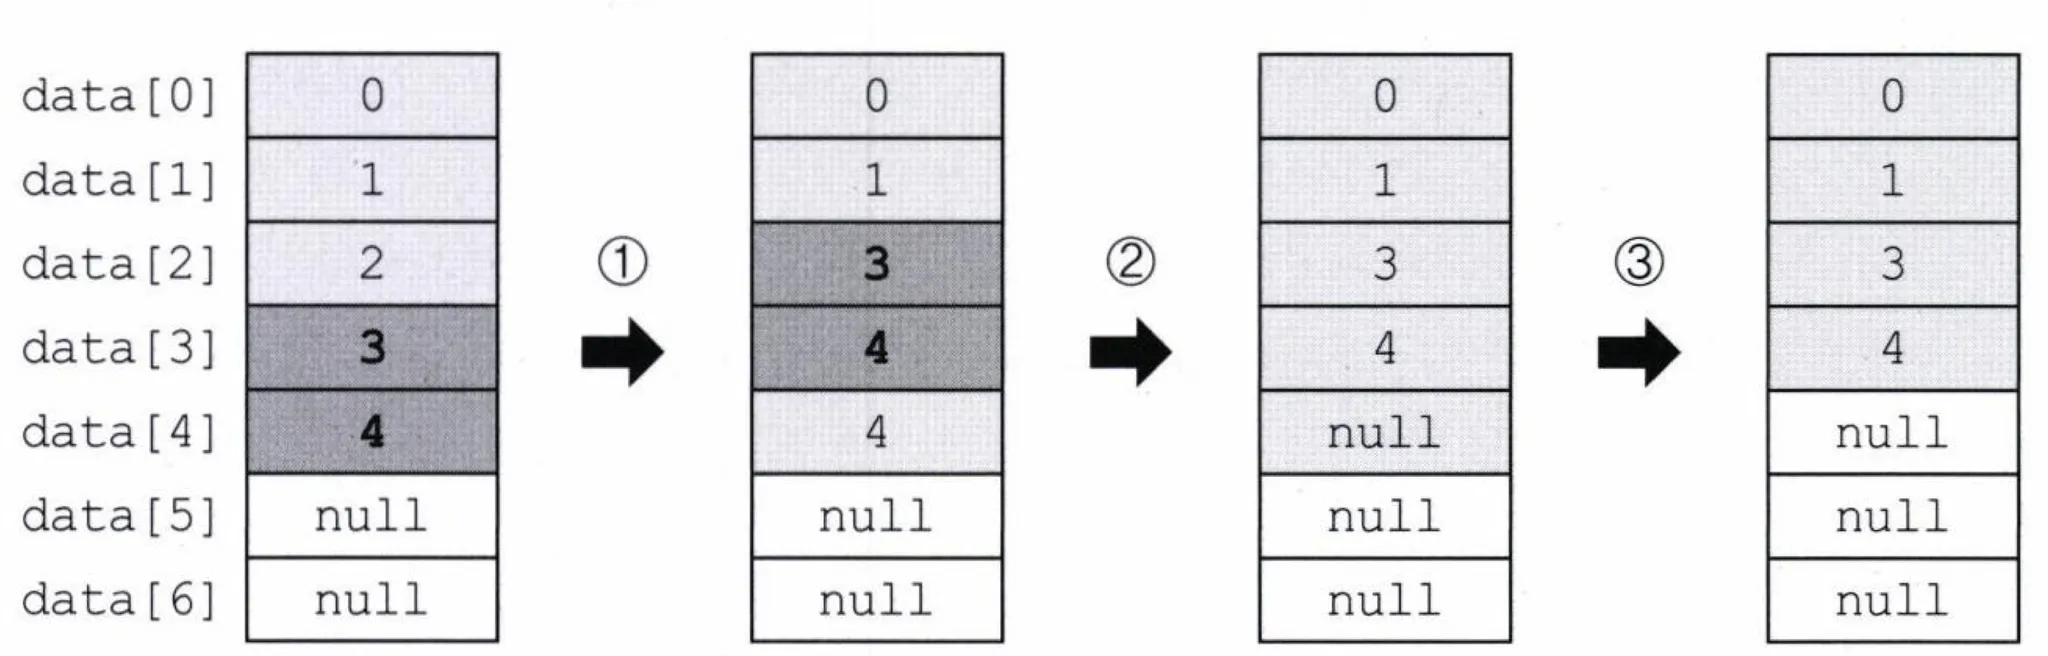 data[0] 0 0 0 0
data[1] 1 1 1 1
data[2] 2 ① 3 ② 3 ③ 3
data[3] 3 4 4 4
data[4] 4 4 null null
data[5] null null null null
data[6] null null null null